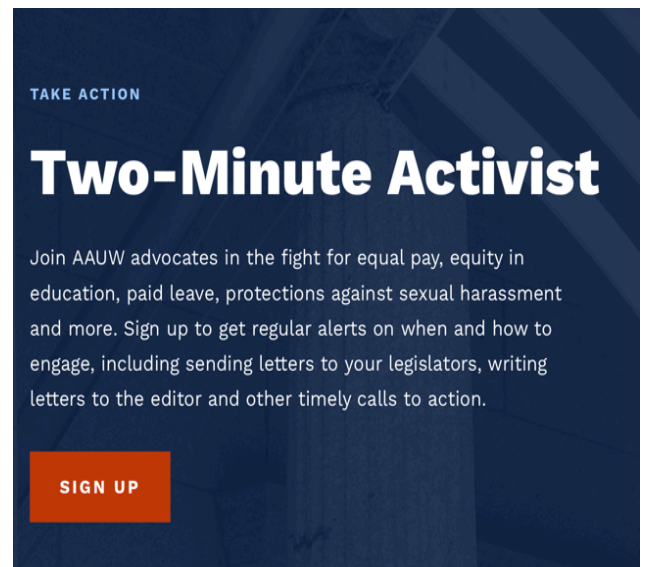 TAKE ACTION
Two-Minute Activist
Join AAUW advocates in the fight for equal pay, equity in
education, paid leave, protections against sexual harassment
and more. Sign up to get regular alerts on when and how to
engage, including sending letters to your legislators, writing
letters to the editor and other timely calls to action.
SIGN UP